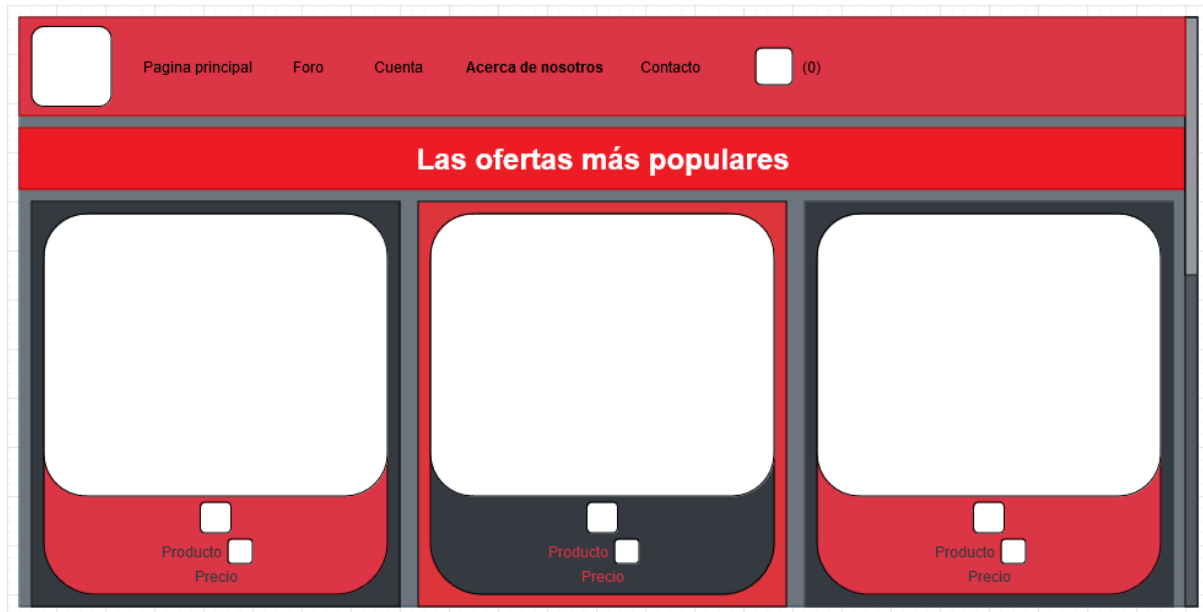 Pagina principal Foro Cuenta Acerca de nosotros Contacto (0)
Las ofertas más populares
Producto
Precio
Producto
Precio
Producto
Precio